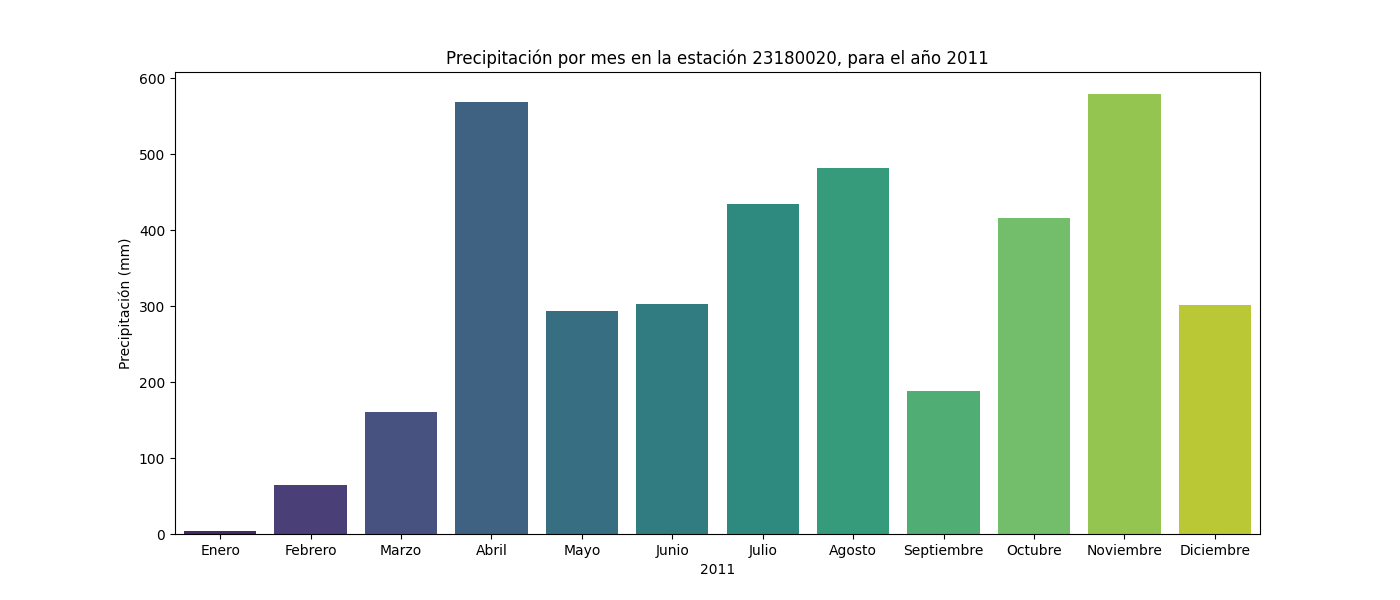 Precipitación por mes en la estación 23180020, para el año 2011
Precipitación (mm)
600
500
400
300
200
100
0
Enero Febrero Marzo Abril Mayo Junio Julio Agosto Septiembre Octubre Noviembre Diciembre
2011